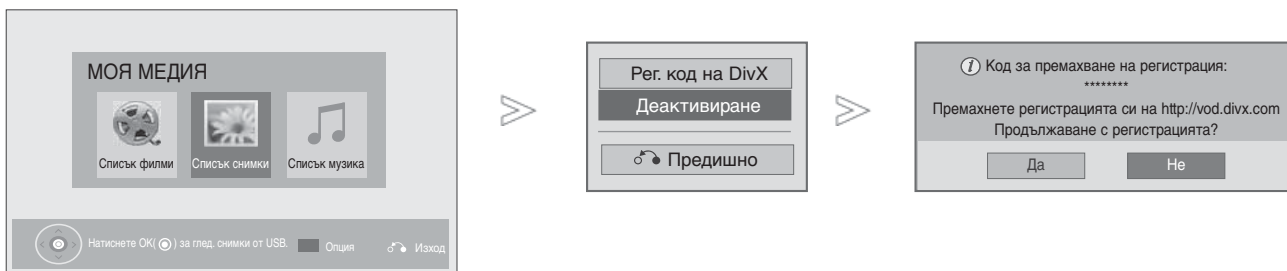 МОЯ МЕДИЯ
Списък филми
Списък снимки
Списък музика
Натиснете OK( ) за глед. снимки от USB.
Опция
Изход
Рег. код на DivX
Деактивиране
Предишно
Код за премахване на регистрация:
********
Премахнете регистрацията си на http://vod.divx.com
Продължаване с регистрацията?
Да
Не